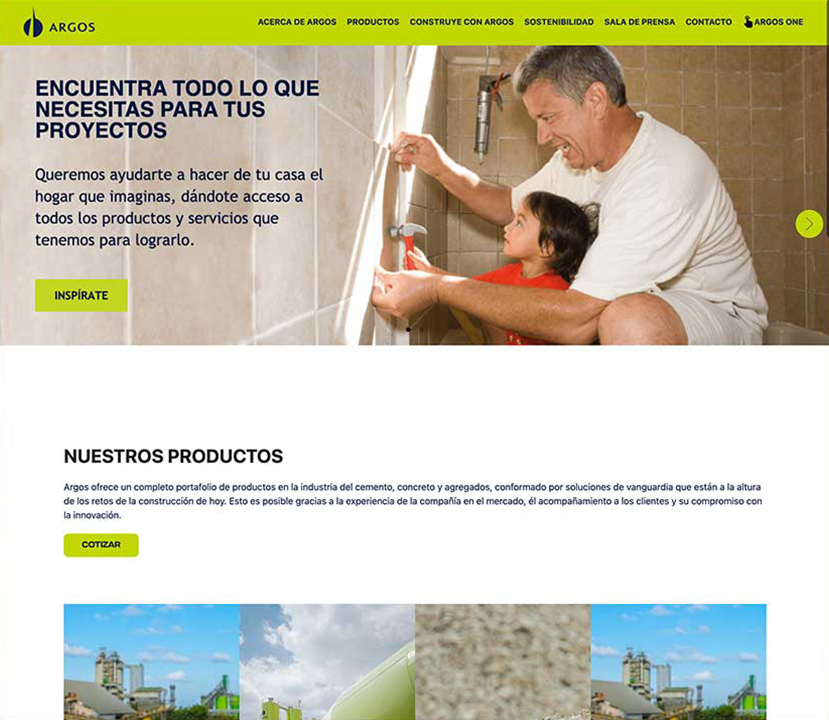 ARGOS
ACERCA DE ARGOS PRODUCTOS CONSTRUYE CON ARGOS SOSTENIBILIDAD SALA DE PRENSA CONTACTO ARGOS ONE
ENCUENTRA TODO LO QUE
NECESITAS PARA TUS
PROYECTOS
Queremos ayudarte a hacer de tu casa el
hogar que imaginas, dándote acceso a
todos los productos y servicios que
tenemos para lograrlo.
INSPÍRATE
NUESTROS PRODUCTOS
Argos ofrece un completo portafolio de productos en la industria del cemento, concreto y agregados, conformado por soluciones de vanguardia que están a la altura
de los retos de la construcción de hoy. Esto es posible gracias a la experiencia de la compañía en el mercado, él acompañamiento a los clientes y su compromiso con
la innovación.
COTIZAR